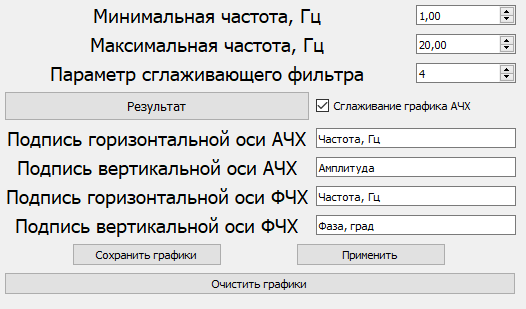 Минимальная частота, Гц 1,00
Максимальная частота, Гц 20,00
Параметр сглаживающего фильтра 4
Результат Сглаживание графика АЧХ
Подпись горизонтальной оси АЧХ Частота, Гц
Подпись вертикальной оси АЧХ Амплитуда
Подпись горизонтальной оси ФЧХ Частота, Гц
Подпись вертикальной оси ФЧХ Фаза, град
Сохранить графики Применить
Очистить графики